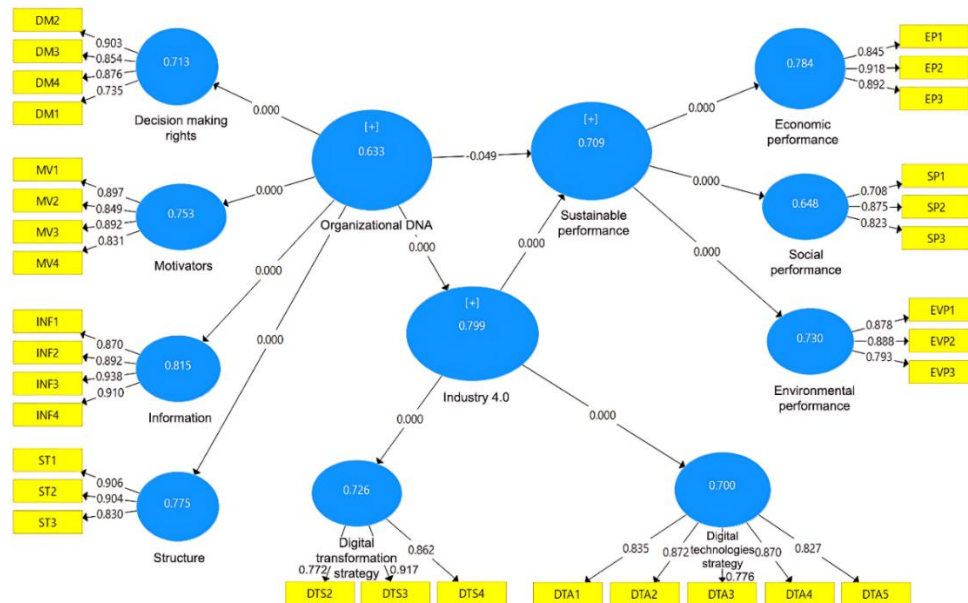 DM2
DM3
DM4
DM1
0.903
0.854
0.876
0.735
0.713
Decision making
rights
0.000
MV1
MV2
MV3
MV4
0.897
0.849
0.892
0.831
0.753
Motivators
0.000
INF1
INF2
INF3
INF4
0.870
0.892
0.938
0.910
0.815
Information
0.000
ST1
ST2
ST3
0.906
0.904
0.830
0.775
Structure
0.000
[+]
0.633
Organizational DNA
-0.049
0.000
[+]
0.709
Sustainable
performance
0.000
[+]
0.799
Industry 4.0
0.000
0.000
0.726
Digital
transformation
strategy
0.772
0.917
0.862
DTS2
DTS3
DTS4
0.700
Digital
technologies
strategy
0.835
0.872
0.776
0.870
0.827
DTA1
DTA2
DTA3
DTA4
DTA5
0.000
0.784
Economic
performance
0.845
0.918
0.892
EP1
EP2
EP3
0.000
0.648
Social
performance
0.708
0.875
0.823
SP1
SP2
SP3
0.000
0.730
Environmental
performance
0.878
0.888
0.793
EVP1
EVP2
EVP3